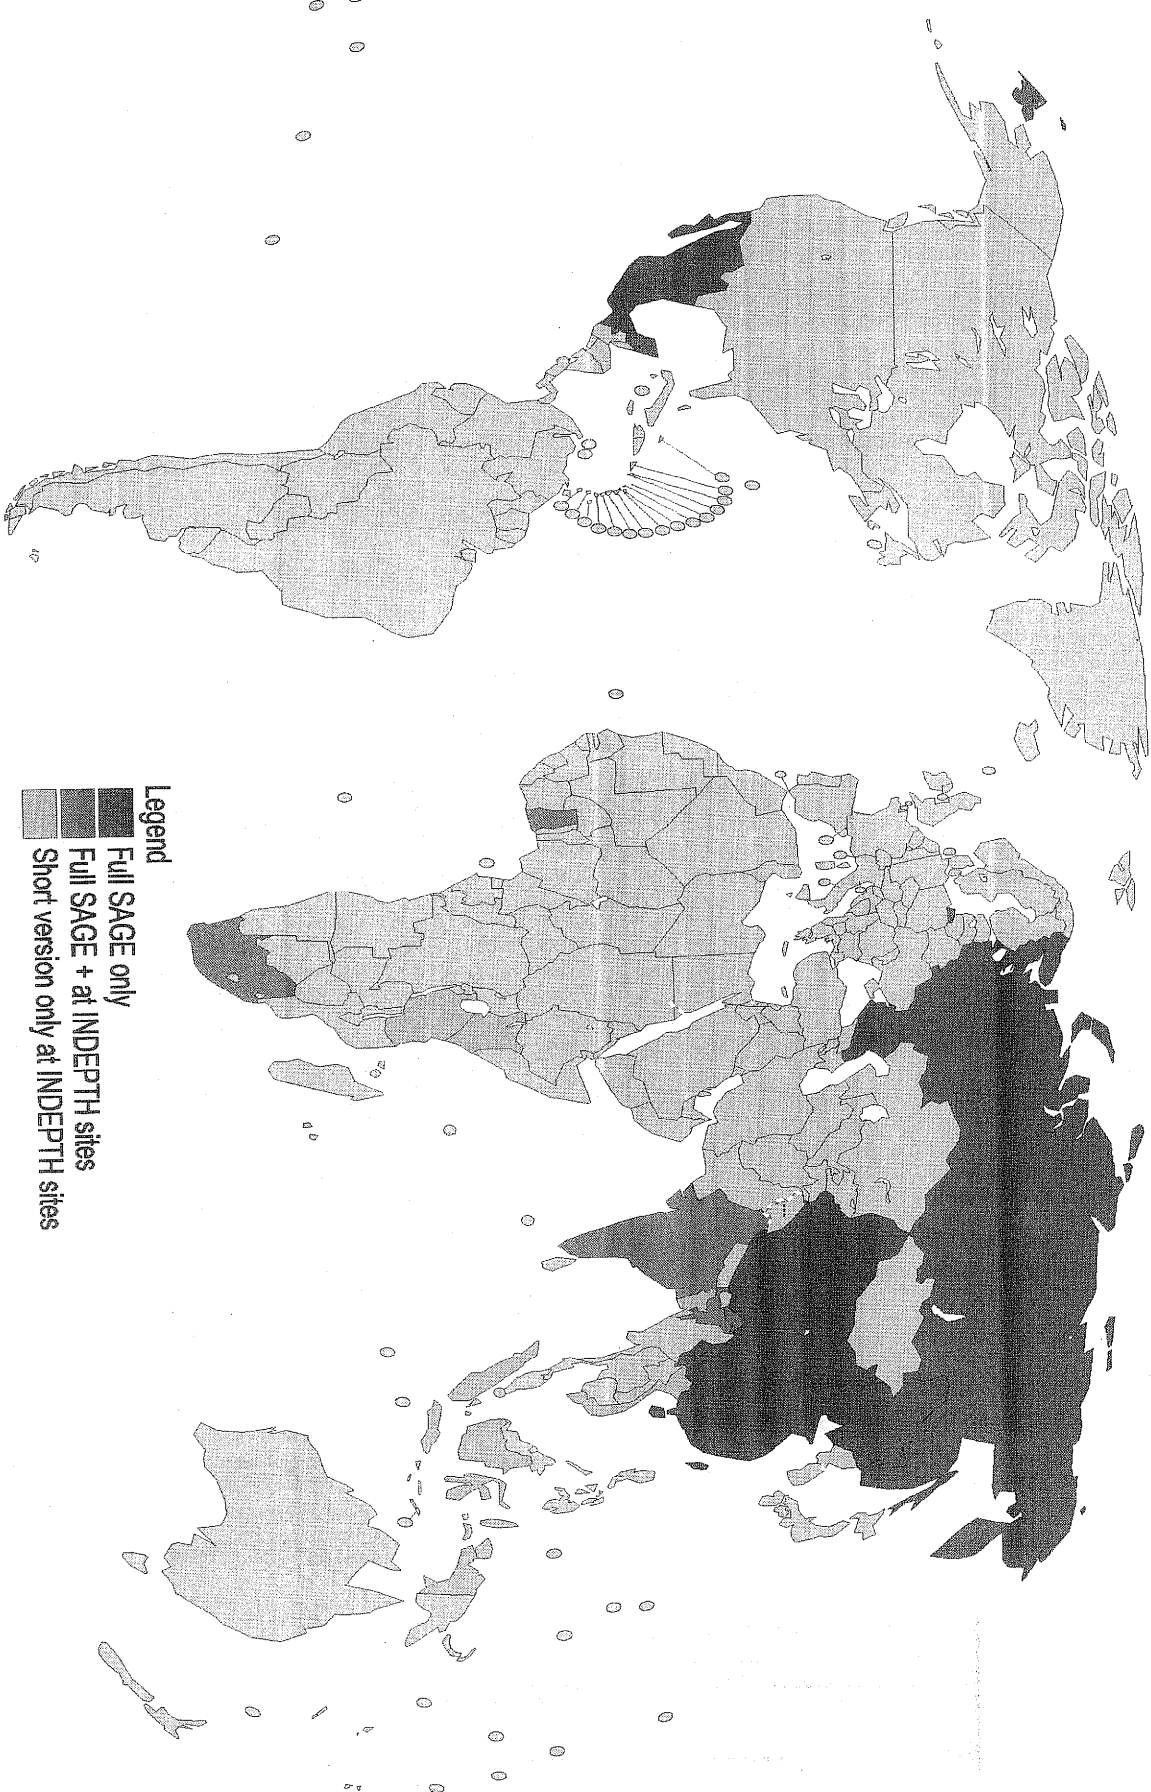 Legend
Full SAGE only
Full SAGE + at INDEPTH sites
Short version only at INDEPTH sites